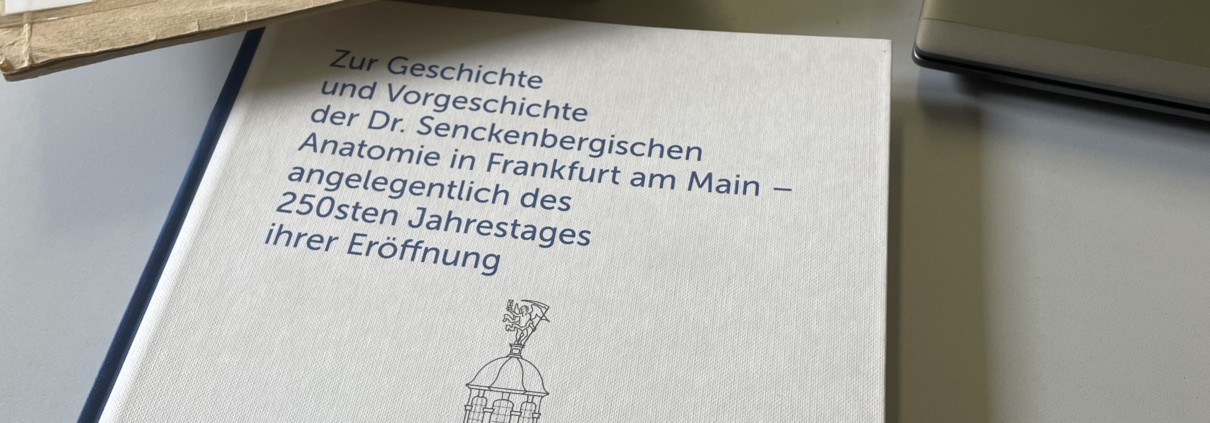 Zur Geschichte
und Vorgeschichte
der Dr. Senckenbergischen
Anatomie in Frankfurt am Main –
angelegentlich des
250sten Jahrestages
ihrer Eröffnung